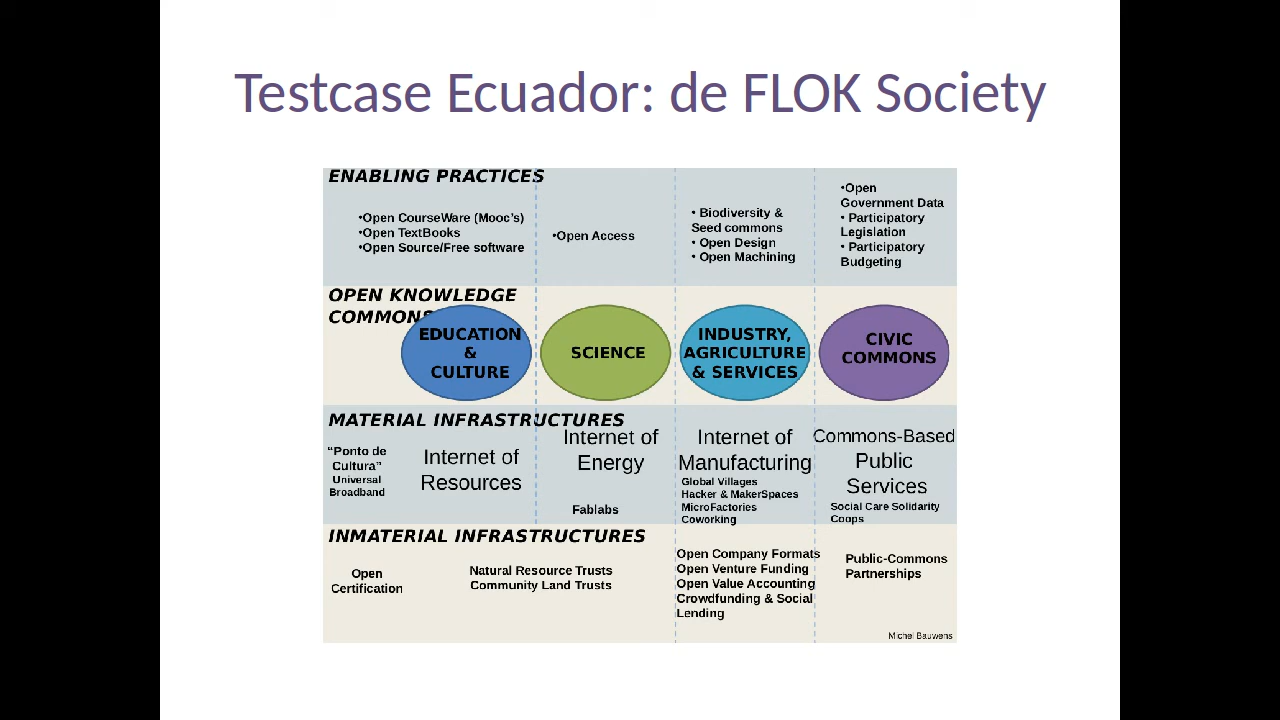 Testcase Ecuador: de FLOK Society
ENABLING PRACTICES
•Open CourseWare (Mooc's)
•Open TextBooks
•Open Source/Free software
•Open Access
• Biodiversity &
Seed commons
• Open Design
• Open Machining
•Open
Government Data
• Participatory
Legislation
• Participatory
Budgeting
OPEN KNOWLEDGE
COMMONS
EDUCATION
&
CULTURE
SCIENCE
INDUSTRY,
AGRICULTURE
& SERVICES
CIVIC
COMMONS
MATERIAL INFRASTRUCTURES
“Ponto de
Cultura”
Universal
Broadband
Internet of
Resources
Internet of
Energy
Fablabs
Internet of
Manufacturing
Global Villages
Hacker & MakerSpaces
MicroFactories
Coworking
Commons-Based
Public
Services
Social Care Solidarity
Coops
INMATERIAL INFRASTRUCTURES
Open
Certification
Natural Resource Trusts
Community Land Trusts
Open Company Formats
Open Venture Funding
Open Value Accounting
Crowdfunding & Social
Lending
Public-Commons
Partnerships
Michel Bauwens